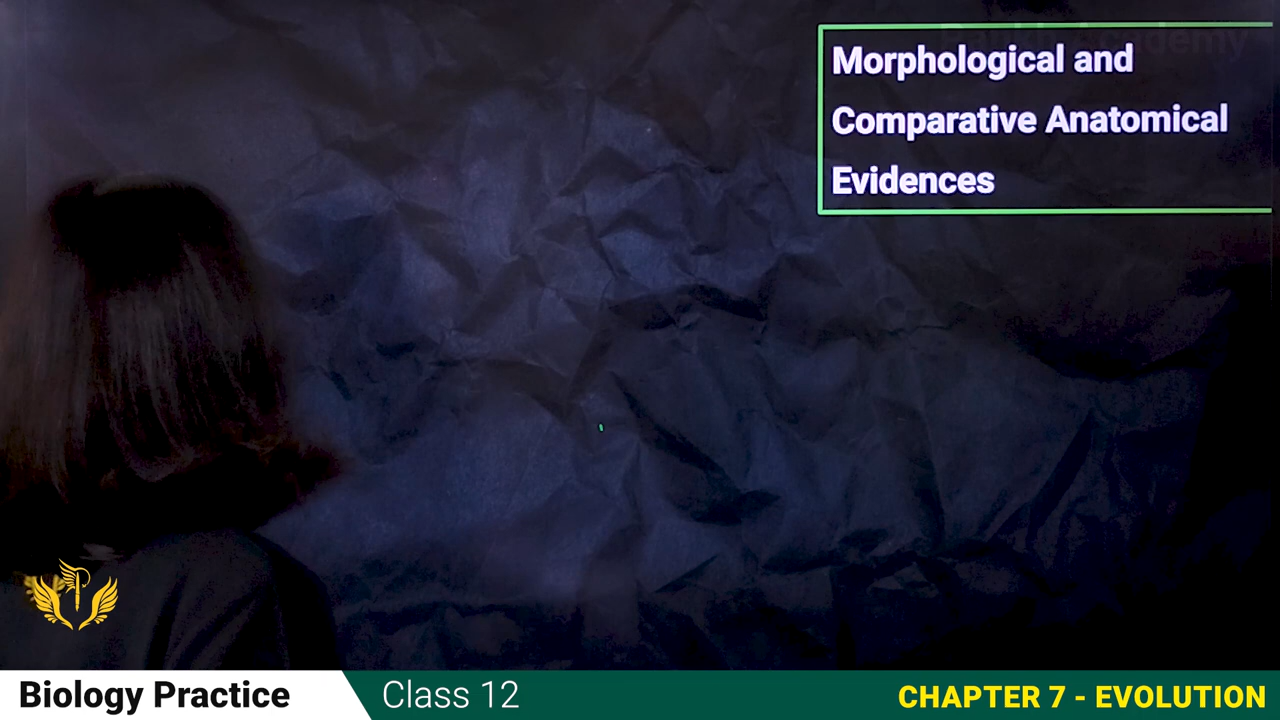 Morphological and
Comparative Anatomical
Evidences
Biology Practice
Class 12
CHAPTER 7 - EVOLUTION